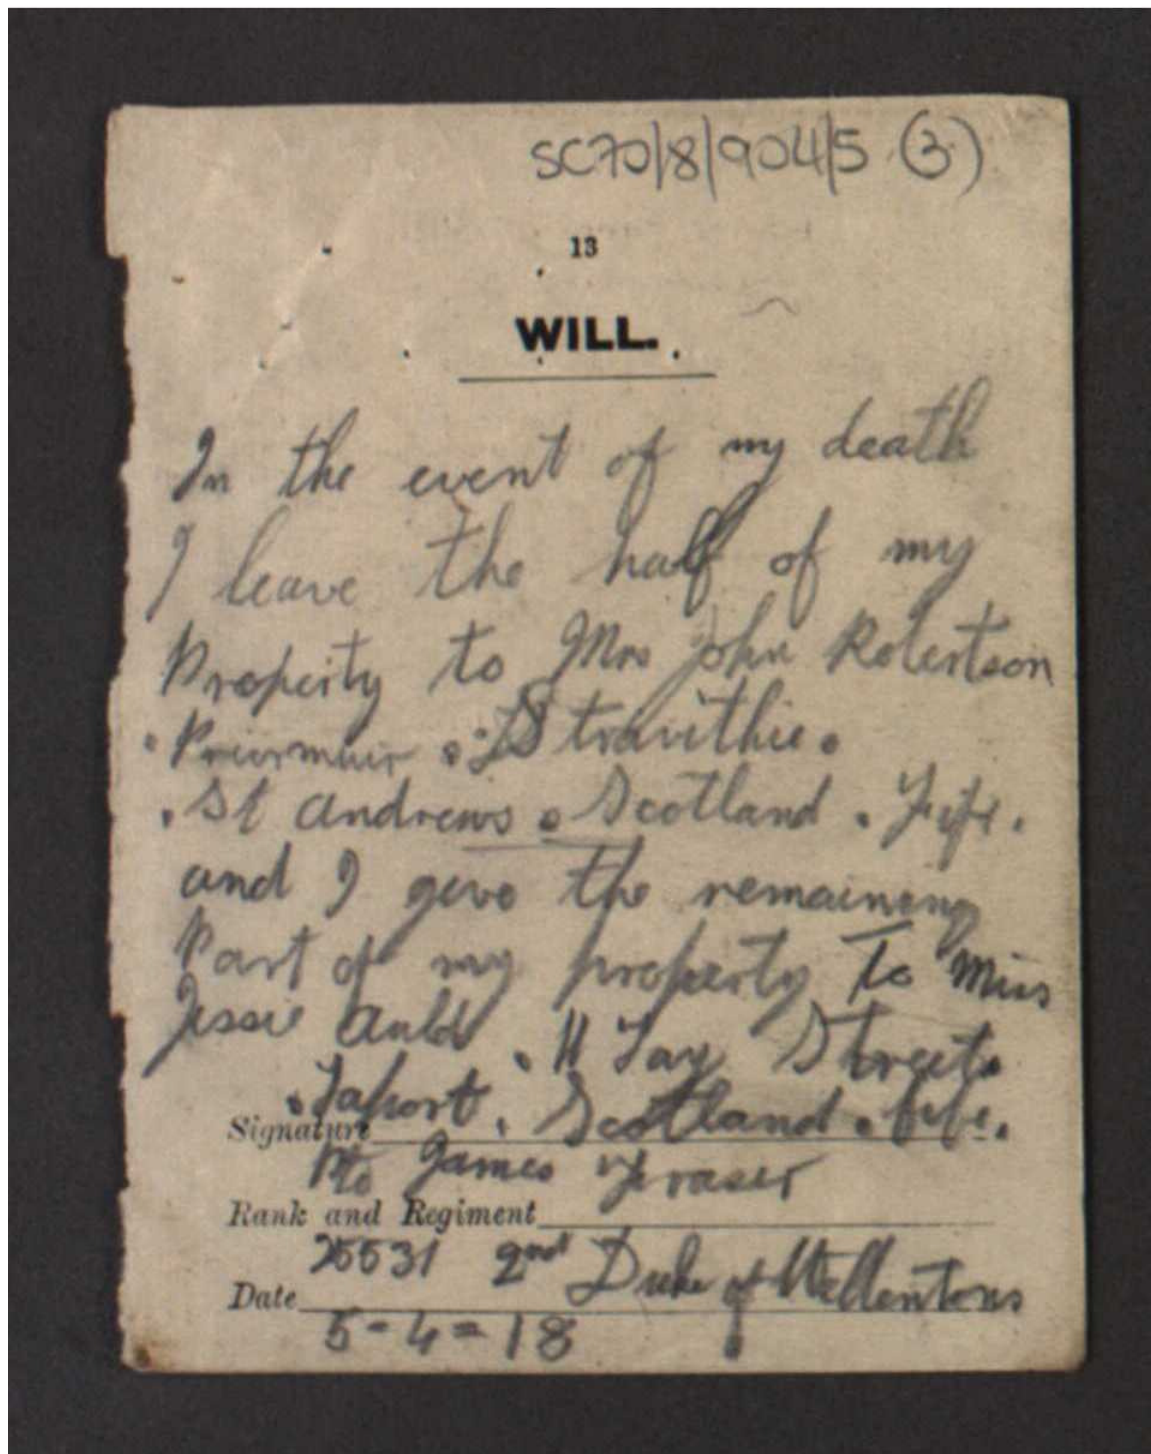 SC70/8/904/5 (3)
13
WILL.
In the event of my death
I leave the half of my
Property to Mrs John Robertson
. Priormuir . Stravithie .
. St Andrews . Scotland . Fife .
and I give the remaining
Part of my property To Miss
Jessie Auld . 11 Tay Street .
. Taport . Scotland . fife .
Signature
Pte James Fraser
Rank and Regiment
25531 2nd Duke of Wellentons
Date
5-4=18